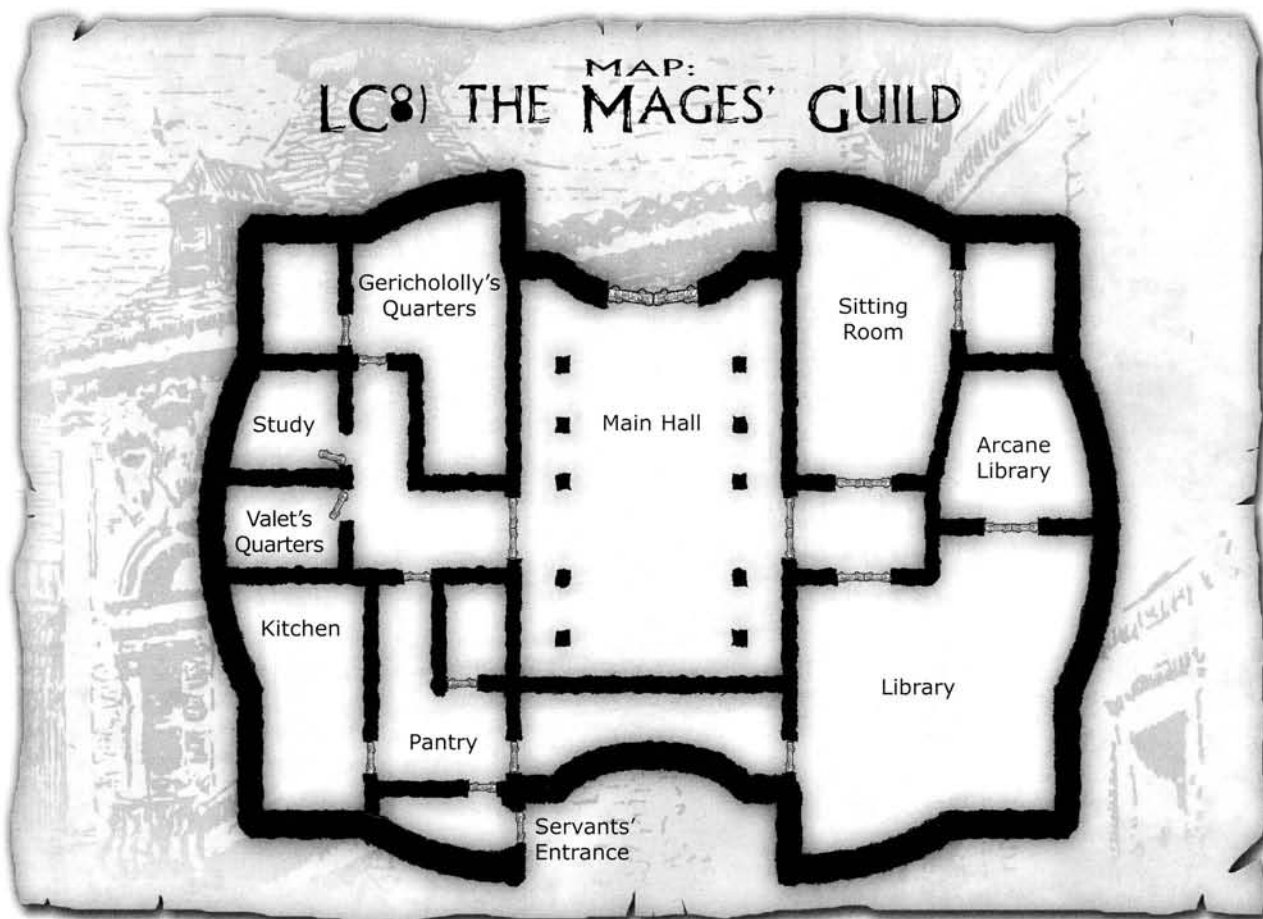 MAP:
LC8) THE MAGES' GUILD
Gerichololly's
Quarters
Sitting
Room
Study
Main Hall
Arcane
Library
Valet's
Quarters
Kitchen
Library
Pantry
Servants'
Entrance